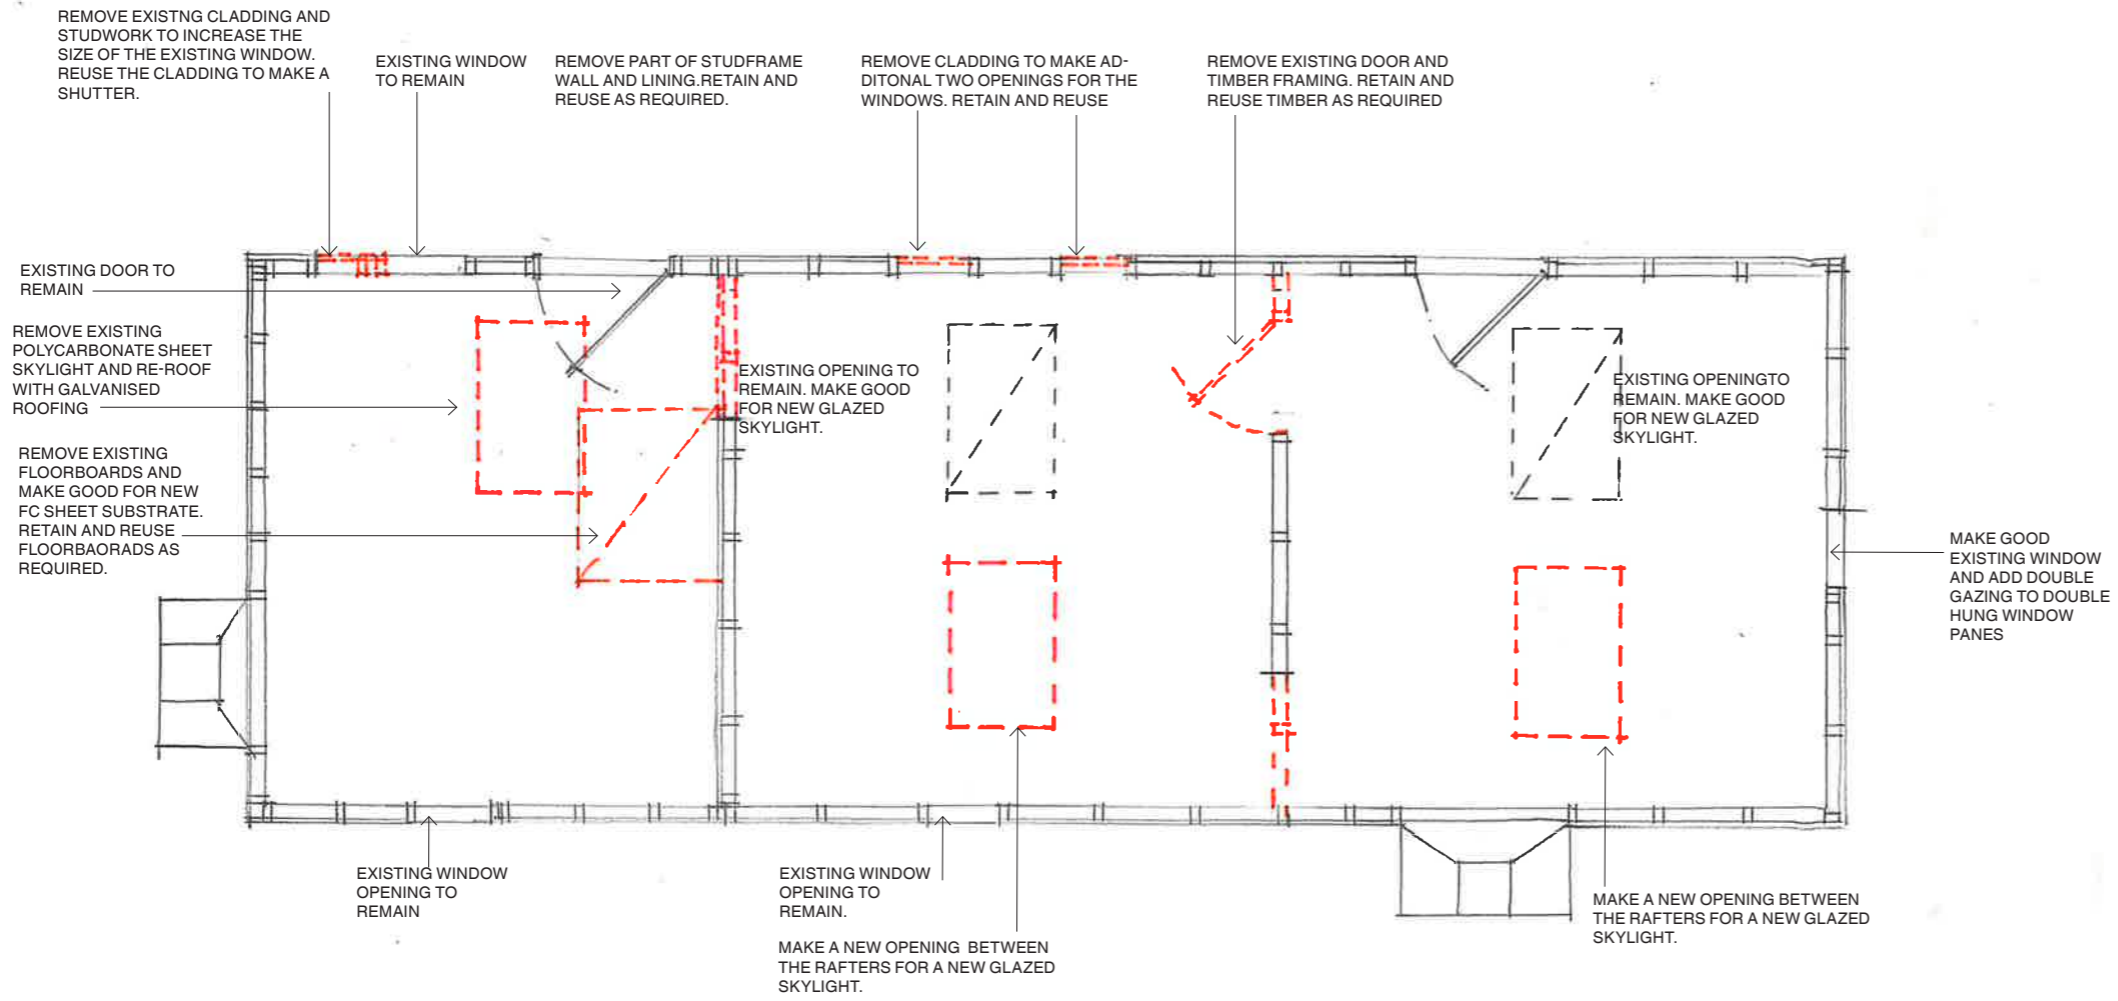 REMOVE EXISTNG CLADDING AND
STUDWORK TO INCREASE THE
SIZE OF THE EXISTING WINDOW.
REUSE THE CLADDING TO MAKE A
SHUTTER.
EXISTING WINDOW
TO REMAIN
REMOVE PART OF STUDFRAME
WALL AND LINING.RETAIN AND
REUSE AS REQUIRED.
REMOVE CLADDING TO MAKE AD-
DITONAL TWO OPENINGS FOR THE
WINDOWS. RETAIN AND REUSE
REMOVE EXISTING DOOR AND
TIMBER FRAMING. RETAIN AND
REUSE TIMBER AS REQUIRED
EXISTING DOOR TO
REMAIN
REMOVE EXISTING
POLYCARBONATE SHEET
SKYLIGHT AND RE-ROOF
WITH GALVANISED
ROOFING
REMOVE EXISTING
FLOORBOARDS AND
MAKE GOOD FOR NEW
FC SHEET SUBSTRATE.
RETAIN AND REUSE
FLOORBAORADS AS
REQUIRED.
EXISTING OPENING TO
REMAIN. MAKE GOOD
FOR NEW GLAZED
SKYLIGHT.
EXISTING OPENINGTO
REMAIN. MAKE GOOD
FOR NEW GLAZED
SKYLIGHT.
MAKE GOOD
EXISTING WINDOW
AND ADD DOUBLE
GAZING TO DOUBLE
HUNG WINDOW
PANES
EXISTING WINDOW
OPENING TO
REMAIN
EXISTING WINDOW
OPENING TO
REMAIN.
MAKE A NEW OPENING  BETWEEN
THE RAFTERS FOR A NEW GLAZED
SKYLIGHT.
MAKE A NEW OPENING BETWEEN
THE RAFTERS FOR A NEW GLAZED
SKYLIGHT.